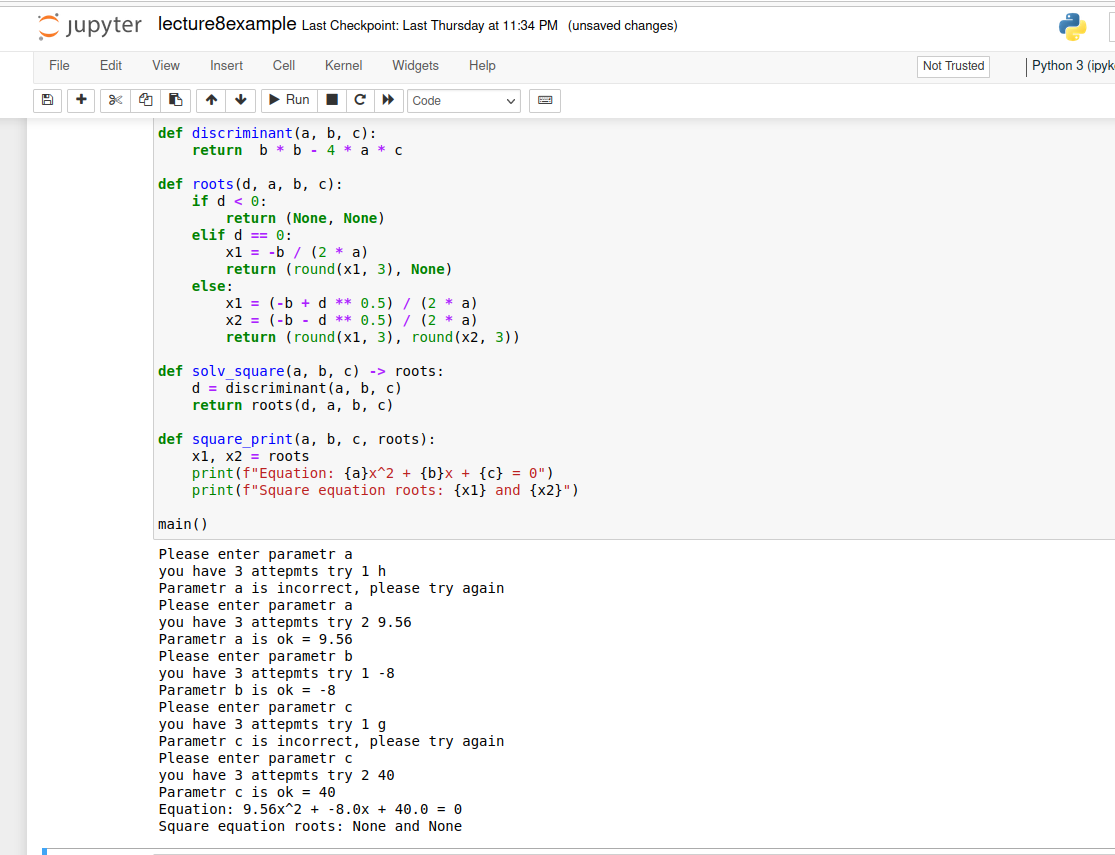 jupyter lecture8example Last Checkpoint: Last Thursday at 11:34 PM (unsaved changes)
File Edit View Insert Cell Kernel Widgets Help Not Trusted Python 3 (ipyk
Run Code
def discriminant(a, b, c):
    return  b * b - 4 * a * c

def roots(d, a, b, c):
    if d < 0:
        return (None, None)
    elif d == 0:
        x1 = -b / (2 * a)
        return (round(x1, 3), None)
    else:
        x1 = (-b + d ** 0.5) / (2 * a)
        x2 = (-b - d ** 0.5) / (2 * a)
        return (round(x1, 3), round(x2, 3))

def solv_square(a, b, c) -> roots:
    d = discriminant(a, b, c)
    return roots(d, a, b, c)

def square_print(a, b, c, roots):
    x1, x2 = roots
    print(f"Equation: {a}x^2 + {b}x + {c} = 0")
    print(f"Square equation roots: {x1} and {x2}")

main()
Please enter parametr a
you have 3 attepmts try 1 h
Parametr a is incorrect, please try again
Please enter parametr a
you have 3 attepmts try 2 9.56
Parametr a is ok = 9.56
Please enter parametr b
you have 3 attepmts try 1 -8
Parametr b is ok = -8
Please enter parametr c
you have 3 attepmts try 1 g
Parametr c is incorrect, please try again
Please enter parametr c
you have 3 attepmts try 2 40
Parametr c is ok = 40
Equation: 9.56x^2 + -8.0x + 40.0 = 0
Square equation roots: None and None